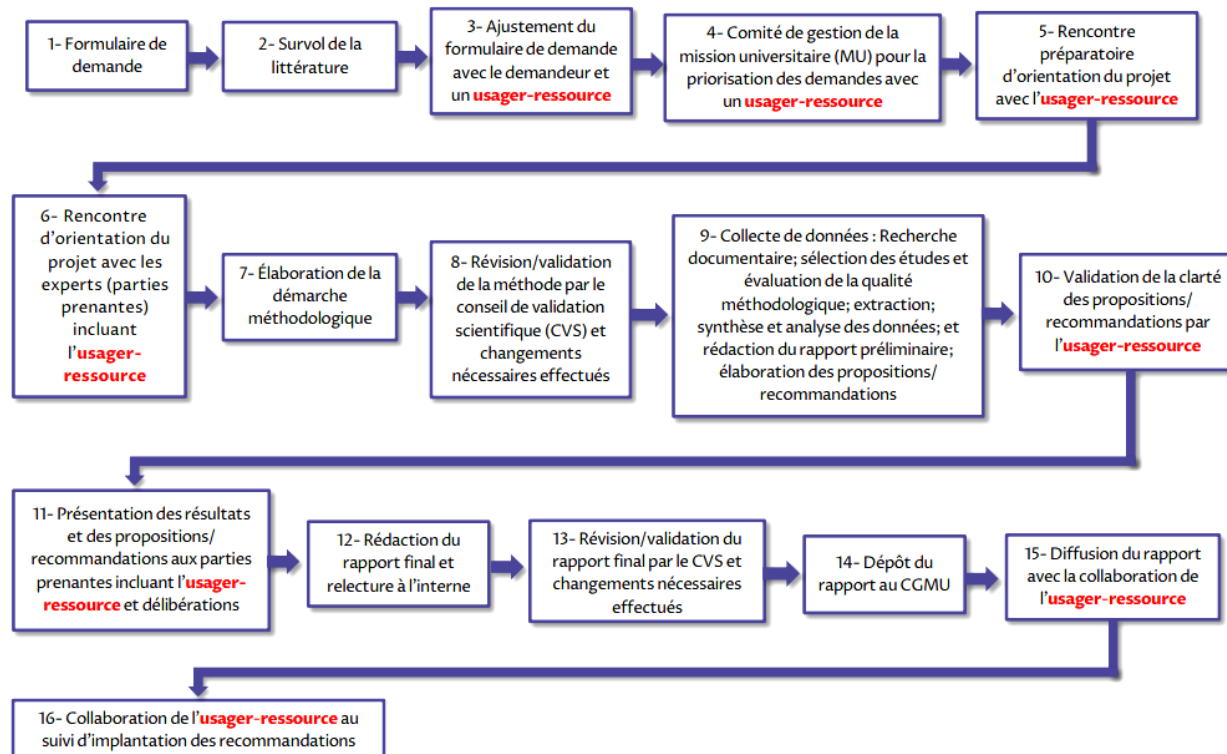 1- Formulaire de
demande
2- Survol de la
littérature
3- Ajustement du
formulaire de demande
avec le demandeur et
un usager-ressource
4- Comité de gestion de la
mission universitaire (MU) pour la
priorisation des demandes avec
un usager-ressource
5- Rencontre
préparatoire
d'orientation du projet
avec l'usager-ressource
6- Rencontre
d'orientation du
projet avec les
experts (parties
prenantes) incluant
l'usager-
ressource
7- Élaboration de la
démarche
méthodologique
8- Révision/validation
de la méthode par le
conseil de validation
scientifique (CVS) et
changements
nécessaires effectués
9- Collecte de données : Recherche
documentaire; sélection des études et
évaluation de la qualité
méthodologique; extraction;
synthèse et analyse des données; et
rédaction du rapport préliminaire;
élaboration des propositions/
recommandations
10- Validation de la clarté
des propositions/
recommandations par
l'usager-ressource
11- Présentation des résultats
et des propositions/
recommandations aux parties
prenantes incluant l'usager-
ressource et délibérations
12- Rédaction du
rapport final et
relecture à l'interne
13- Révision/validation du
rapport final par le CVS et
changements nécessaires
effectués
14- Dépôt du
rapport au CGMU
15- Diffusion du rapport
avec la collaboration de
l'usager-ressource
16- Collaboration de l'usager-ressource au
suivi d'implantation des recommandations